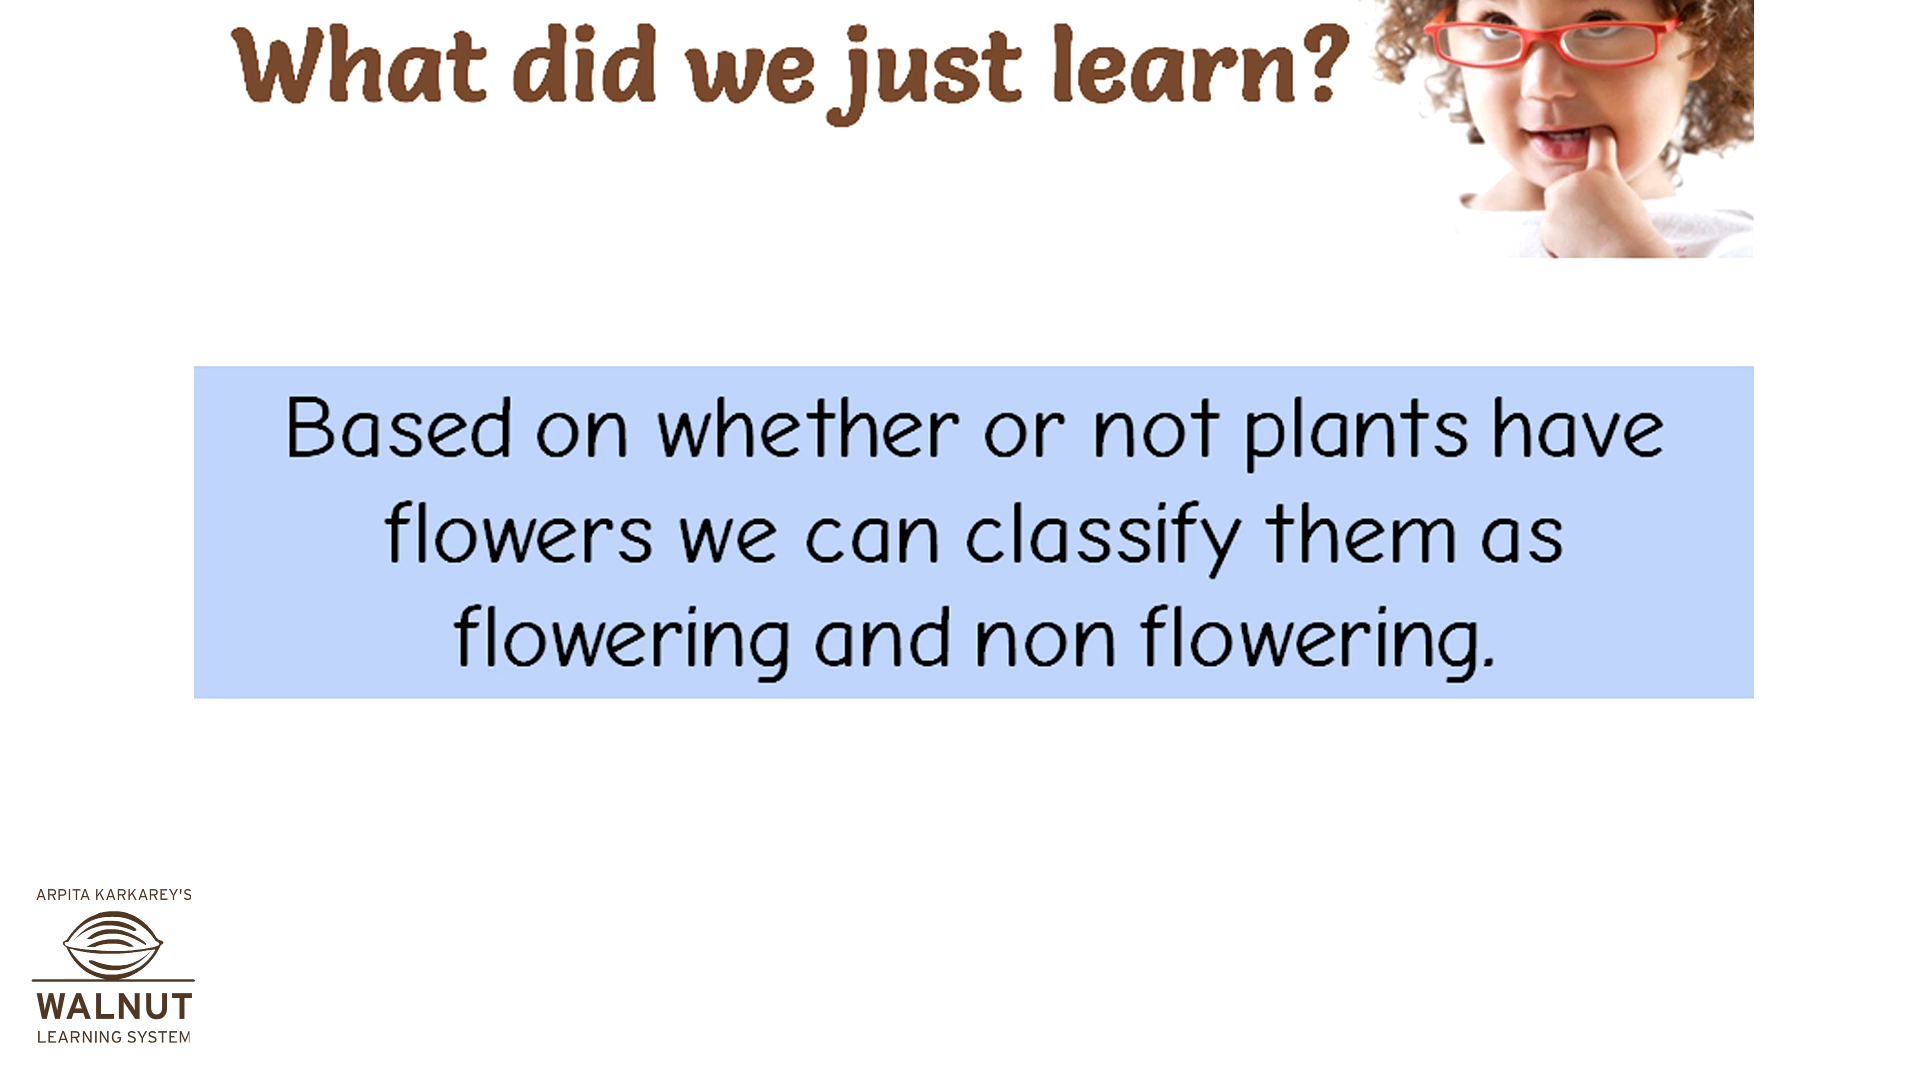 What did we just learn?
Based on whether or not plants have
flowers we can classify them as
flowering and non flowering.
ARPITA KARKAREY'S
WALNUT
LEARNING SYSTEM